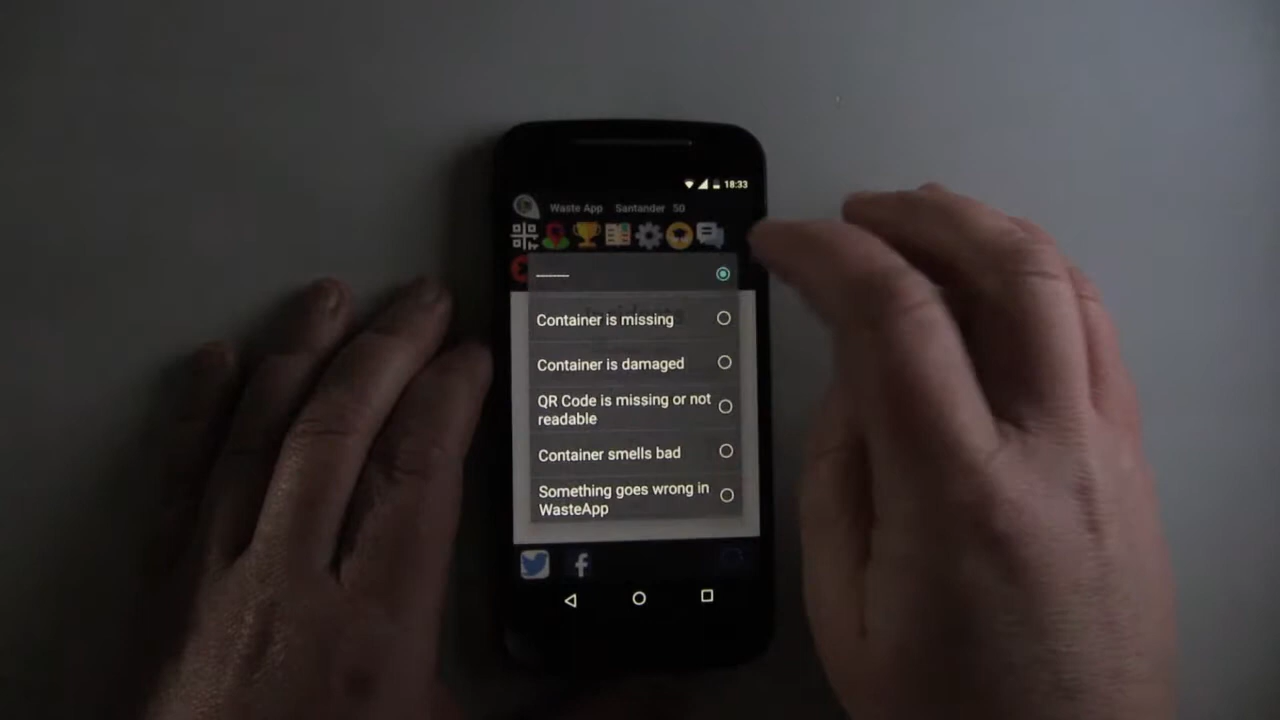 18:33
Waste App Santander 50
---------
Container is missing
Container is damaged
QR Code is missing or not
readable
Container smells bad
Something goes wrong in
WasteApp